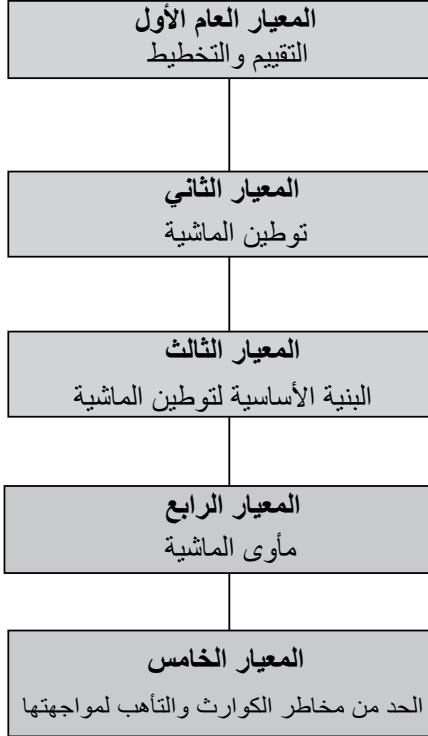 المعيار العام الأول
التقييم والتخطيط
المعيار الثاني
توطين الماشية
المعيار الثالث
البنية الأساسية لتوطين الماشية
المعيار الرابع
مأوى الماشية
المعيار الخامس
الحد من مخاطر الكوارث والتأهب لمواجهتها